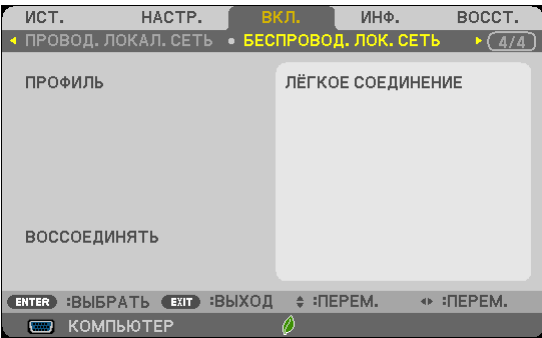 ИСТ. НАСТР. ВКЛ. ИНФ. ВОССТ.
ПРОВОД. ЛОКАЛ. СЕТЬ • БЕСПРОВОД. ЛОК. СЕТЬ 4/4
ПРОФИЛЬ ЛЁГКОЕ СОЕДИНЕНИЕ
ВОССОЕДИНЯТЬ
ENTER :ВЫБРАТЬ EXIT :ВЫХОД :ПЕРЕМ. :ПЕРЕМ.
КОМПЬЮТЕР